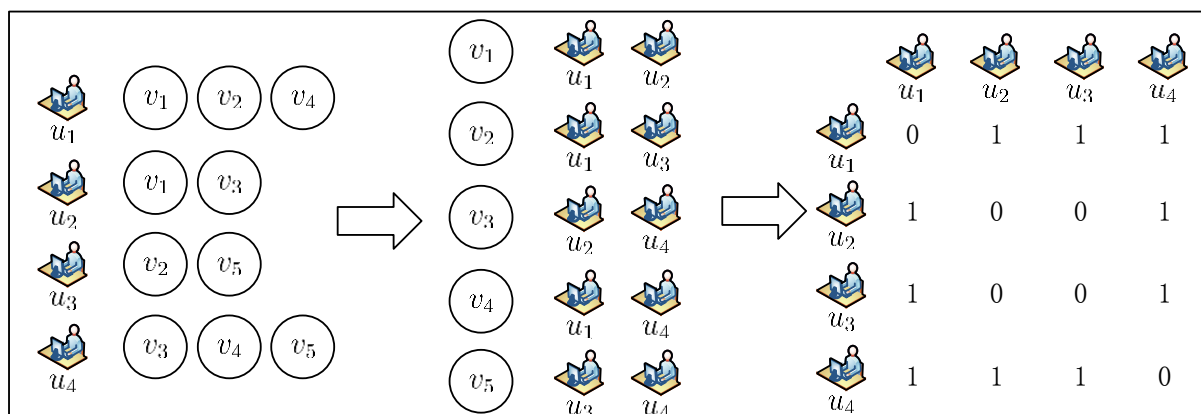 u1 v1 v2 v4
u2 v1 v3
u3 v2 v5
u4 v3 v4 v5
v1 u1 u2
v2 u1 u3
v3 u2 u4
v4 u1 u4
v5 u3 u4
u1 u2 u3 u4
u1 0 1 1 1
u2 1 0 0 1
u3 1 0 0 1
u4 1 1 1 0